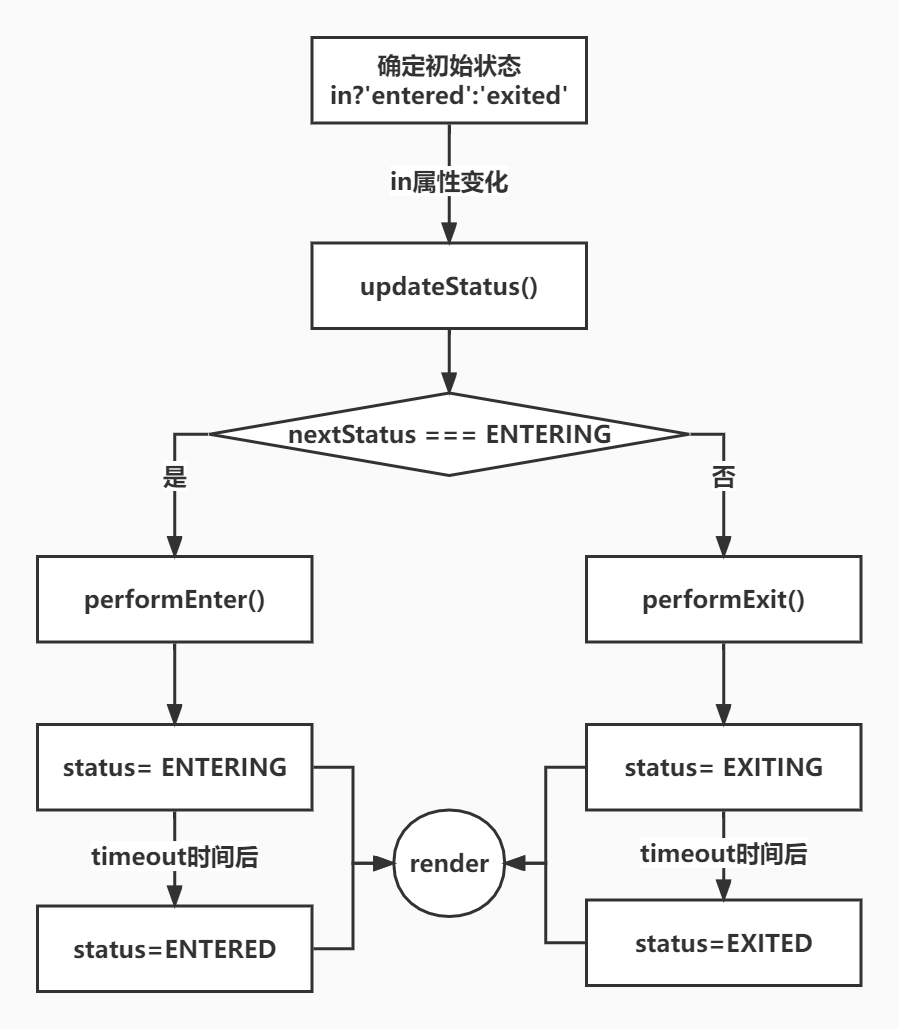 确定初始状态
in?'entered':'exited'
in属性变化
updateStatus()
nextStatus === ENTERING
是
否
performEnter()
performExit()
status= ENTERING
status= EXITING
timeout时间后
timeout时间后
render
status=ENTERED
status=EXITED